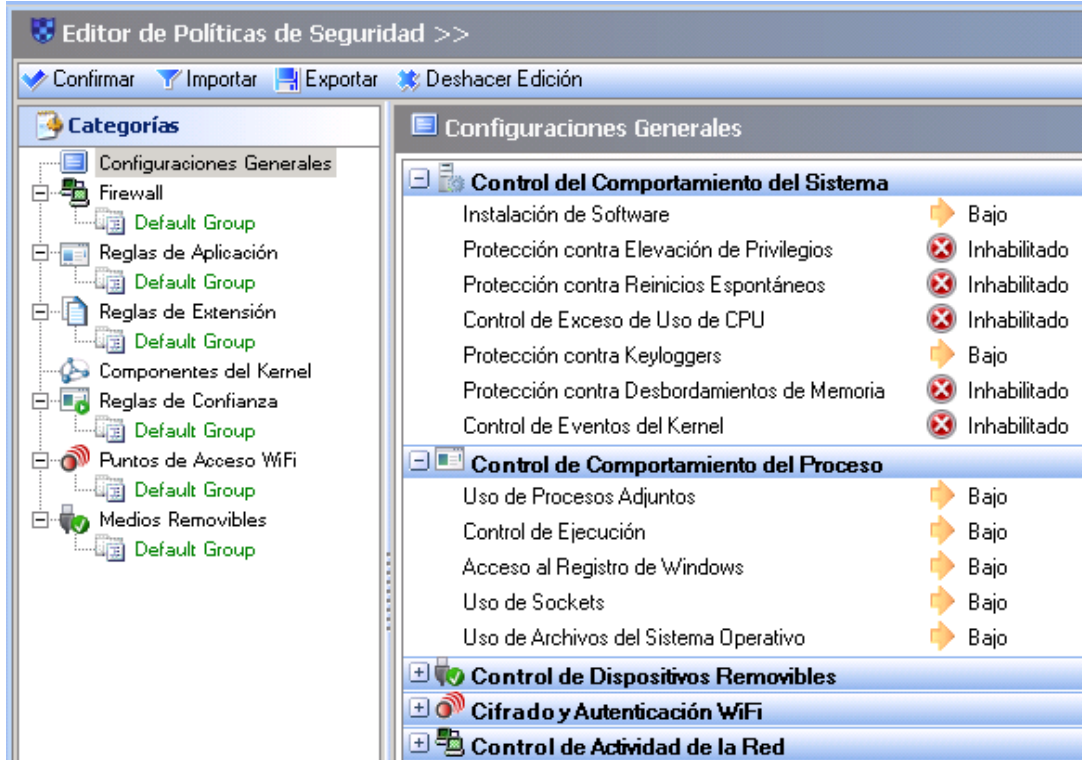 Editor de Políticas de Seguridad >>
Confirmar Importar Exportar Deshacer Edición
Categorías
Configuraciones Generales
Firewall
Default Group
Reglas de Aplicación
Default Group
Reglas de Extensión
Default Group
Componentes del Kernel
Reglas de Confianza
Default Group
Puntos de Acceso WiFi
Default Group
Medios Removibles
Default Group
Configuraciones Generales
Control del Comportamiento del Sistema
Instalación de Software Bajo
Protección contra Elevación de Privilegios Inhabilitado
Protección contra Reinicios Espontáneos Inhabilitado
Control de Exceso de Uso de CPU Inhabilitado
Protección contra Keyloggers Bajo
Protección contra Desbordamientos de Memoria Inhabilitado
Control de Eventos del Kernel Inhabilitado
Control de Comportamiento del Proceso
Uso de Procesos Adjuntos Bajo
Control de Ejecución Bajo
Acceso al Registro de Windows Bajo
Uso de Sockets Bajo
Uso de Archivos del Sistema Operativo Bajo
Control de Dispositivos Removibles
Cifrado y Autenticación WiFi
Control de Actividad de la Red